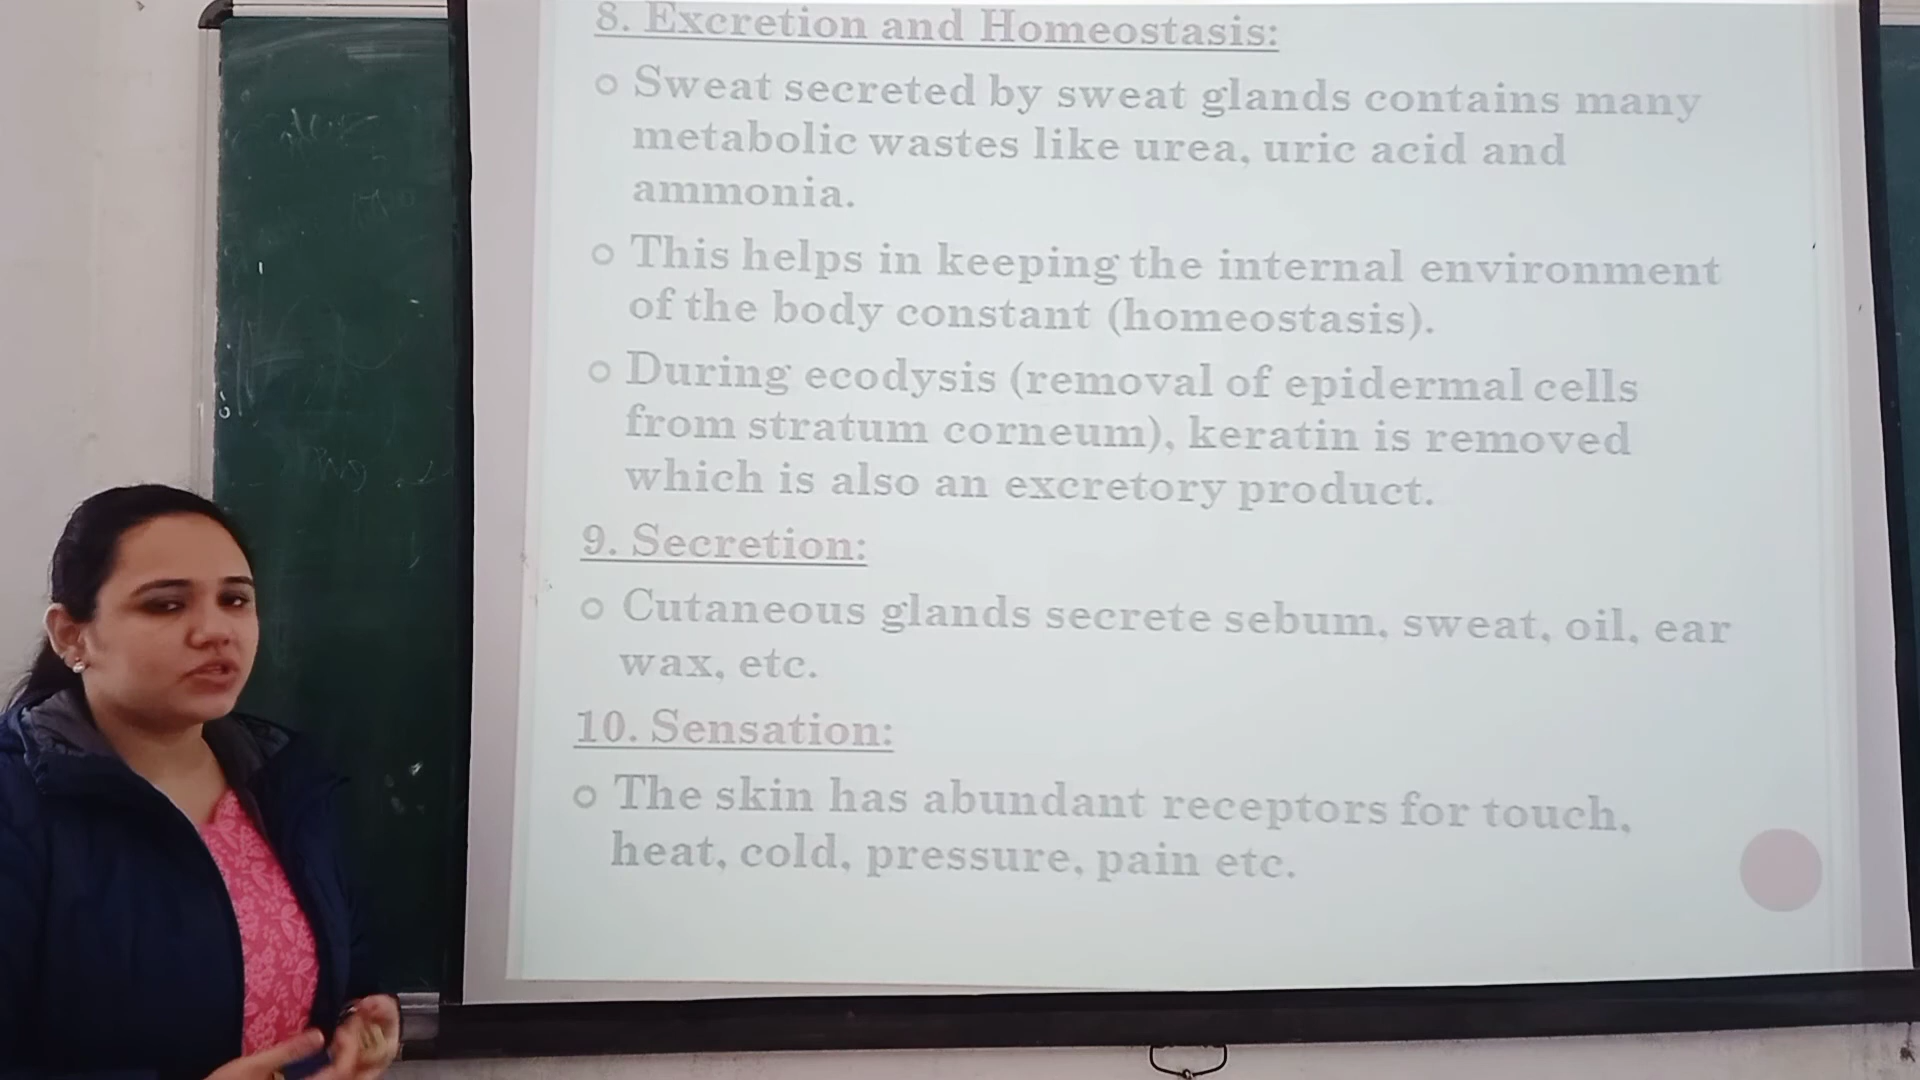 8. Excretion and Homeostasis:
Sweat secreted by sweat glands contains many
metabolic wastes like urea, uric acid and
ammonia.
This helps in keeping the internal environment
of the body constant (homeostasis).
During ecodysis (removal of epidermal cells
from stratum corneum), keratin is removed
which is also an excretory product.
9. Secretion:
Cutaneous glands secrete sebum, sweat, oil, ear
wax, etc.
10. Sensation:
The skin has abundant receptors for touch,
heat, cold, pressure, pain etc.